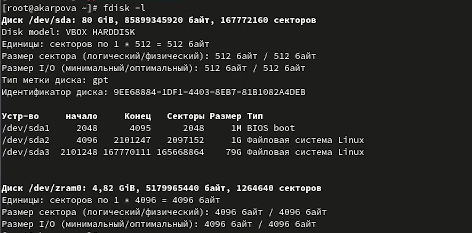 [root@akarpova ~]# fdisk -l
Диск /dev/sda: 80 GiB, 85899345920 байт, 167772160 секторов
Disk model: VBOX HARDDISK
Единицы: секторов по 1 * 512 = 512 байт
Размер сектора (логический/физический): 512 байт / 512 байт
Размер I/O (минимальный/оптимальный): 512 байт / 512 байт
Тип метки диска: gpt
Идентификатор диска: 9EE68884-1DF1-4403-8EB7-81B1082A4DEB
Устр-во начало Конец Секторы Размер Тип
/dev/sda1 2048 4095 2048 1M BIOS boot
/dev/sda2 4096 2101247 2097152 1G Файловая система Linux
/dev/sda3 2101248 167770111 165668864 79G Файловая система Linux
Диск /dev/zram0: 4,82 GiB, 5179965440 байт, 1264640 секторов
Единицы: секторов по 1 * 4096 = 4096 байт
Размер сектора (логический/физический): 4096 байт / 4096 байт
Размер I/O (минимальный/оптимальный): 4096 байт / 4096 байт